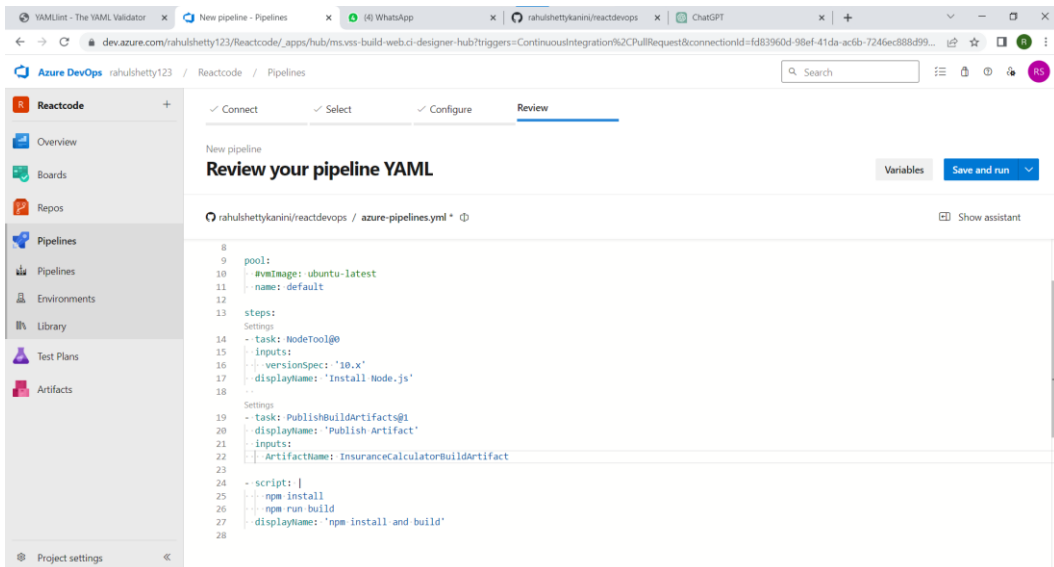 YAMLlint - The YAML Validator
New pipeline - Pipelines
(4) WhatsApp
rahulshettykanini/reactdevops
ChatGPT
dev.azure.com/rahulshetty123/Reactcode/_apps/hub/ms.vss-build-web.ci-designer-hub?triggers=ContinuousIntegration%2CPullRequest&connectionId=fd83960d-98ef-41da-ac6b-7246ec888d99...
R
Azure DevOps rahulshetty123 / Reactcode / Pipelines
Search
RS
R Reactcode
Connect Select Configure Review
Overview
Boards
Repos
Pipelines
Pipelines
Environments
Library
Test Plans
Artifacts
Project settings
New pipeline
Review your pipeline YAML
Variables
Save and run
rahulshettykanini/reactdevops / azure-pipelines.yml *
Show assistant
8
9 pool:
10 #vmImage: ubuntu-latest
11 name: default
12
13 steps:
Settings
14 - task: NodeTool@0
15 inputs:
16 versionSpec: '10.x'
17 displayName: 'Install Node.js'
18
Settings
19 - task: PublishBuildArtifacts@1
20 displayName: 'Publish Artifact'
21 inputs:
22 ArtifactName: InsuranceCalculatorBuildArtifact
23
24 - script: |
25 npm install
26 npm run build
27 displayName: 'npm install and build'
28